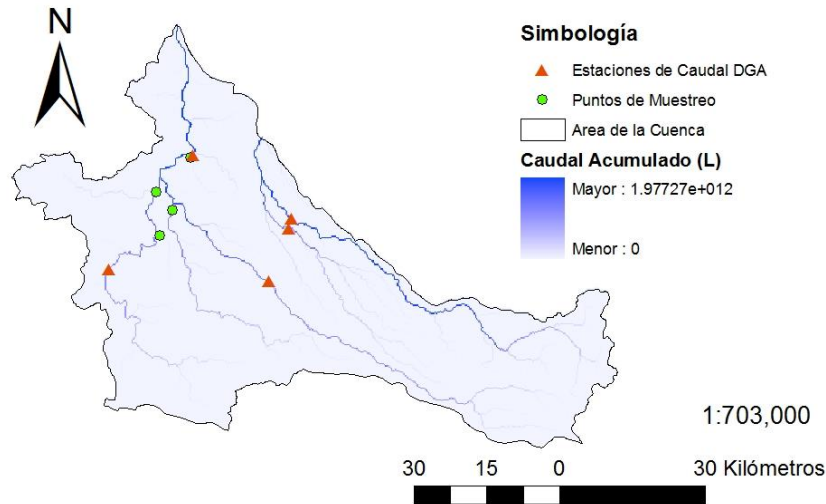 N
Simbología
Estaciones de Caudal DGA
Puntos de Muestreo
Area de la Cuenca
Caudal Acumulado (L)
Mayor : 1.97727e+012
Menor : 0
1:703,000
30 15 0 30 Kilómetros